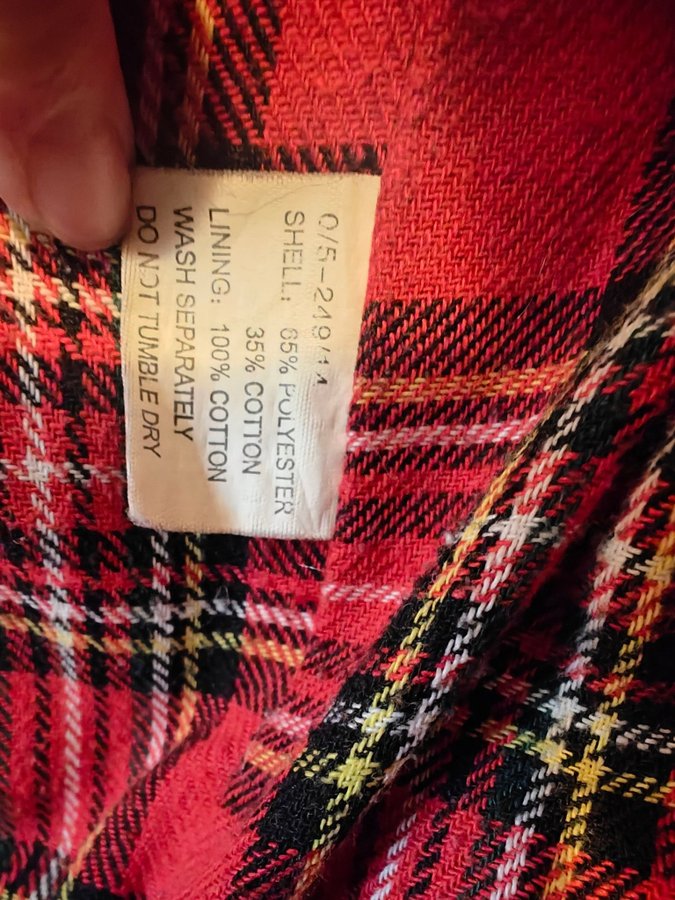 SHELL: 65% POLYESTER
35% COTTON
LINING: 100% COTTON
WASH SEPARATELY
DO NOT TUMBLE DRY